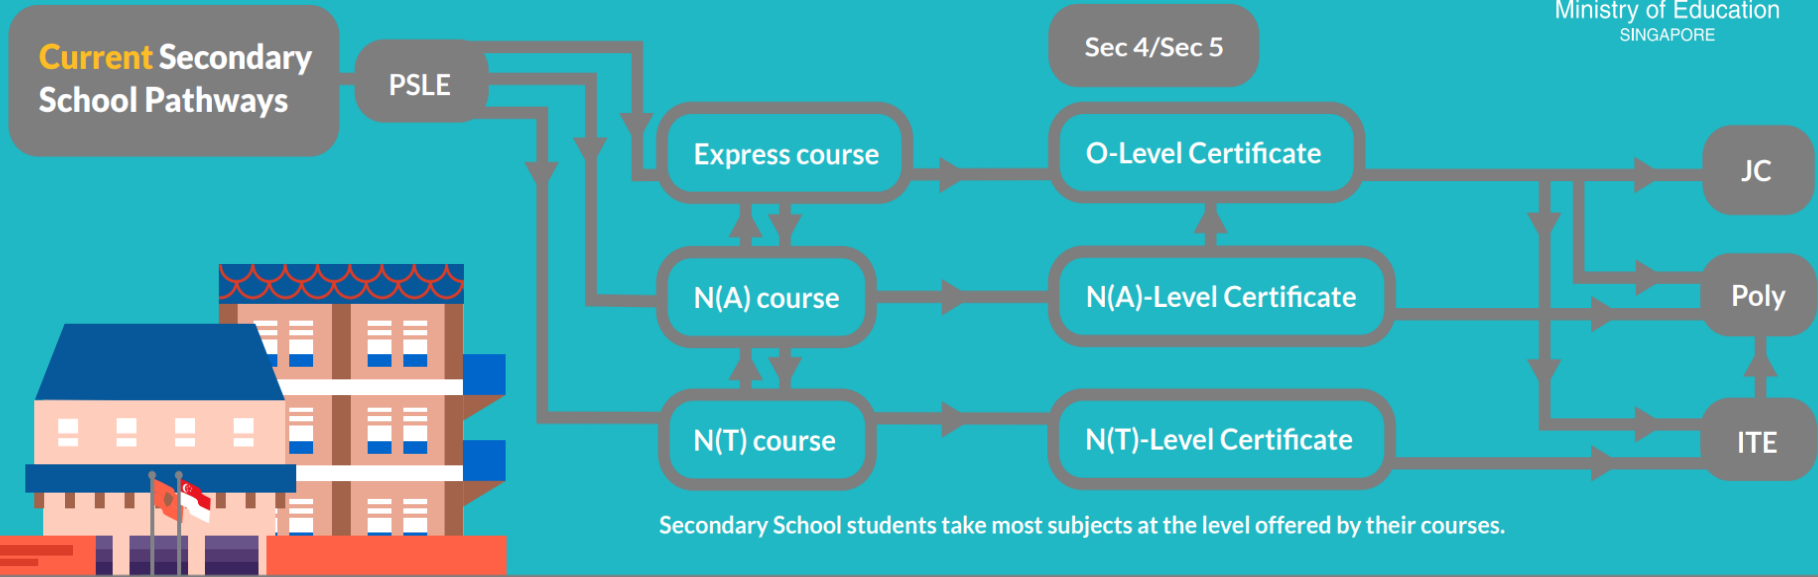 Current Secondary
School Pathways
PSLE
Sec 4/Sec 5
Ministry of Education
SINGAPORE
Express course
O-Level Certificate
JC
N(A) course
N(A)-Level Certificate
Poly
N(T) course
N(T)-Level Certificate
ITE
Secondary School students take most subjects at the level offered by their courses.